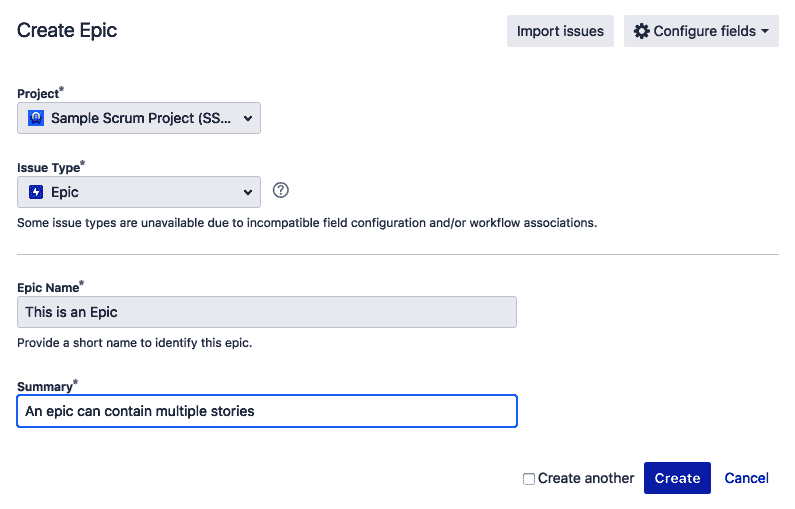 Create Epic
Import issues
Configure fields
Project*
Sample Scrum Project (SS...
Issue Type*
Epic
Some issue types are unavailable due to incompatible field configuration and/or workflow associations.
Epic Name*
This is an Epic
Provide a short name to identify this epic.
Summary*
An epic can contain multiple stories
Create another
Create
Cancel